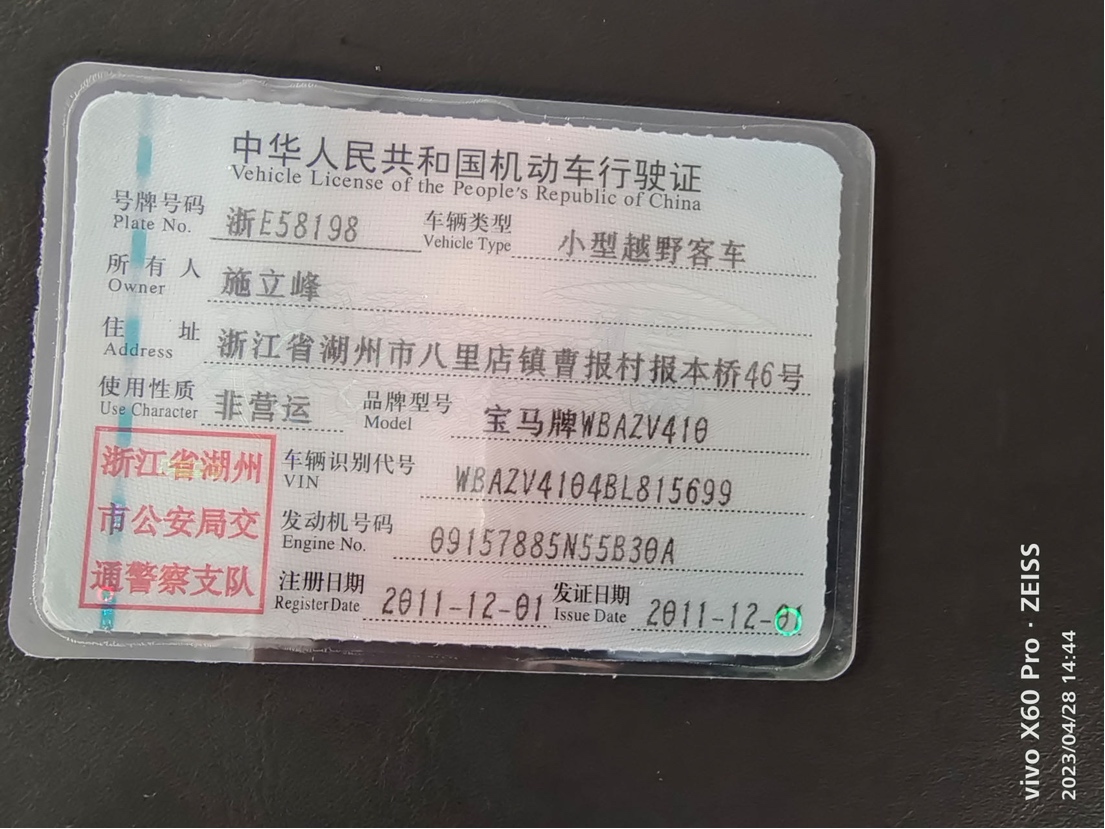 中华人民共和国机动车行驶证
Vehicle License of the People's Republic of China
号牌号码 浙E58198 车辆类型 小型越野客车
Plate No. Vehicle Type
所有人 施立峰
Owner
住址 浙江省湖州市八里店镇曹报村报本桥46号
Address
使用性质 非营运 品牌型号 宝马牌WBAZV410
Use Character Model
浙江省湖州
市公安局交
通警察支队
车辆识别代号 WBAZV4104BL815699
VIN
发动机号码 09157885N55B30A
Engine No.
注册日期 2011-12-01 发证日期 2011-12-01
Register Date Issue Date
vivo X60 Pro · ZEISS
2023/04/28 14:44